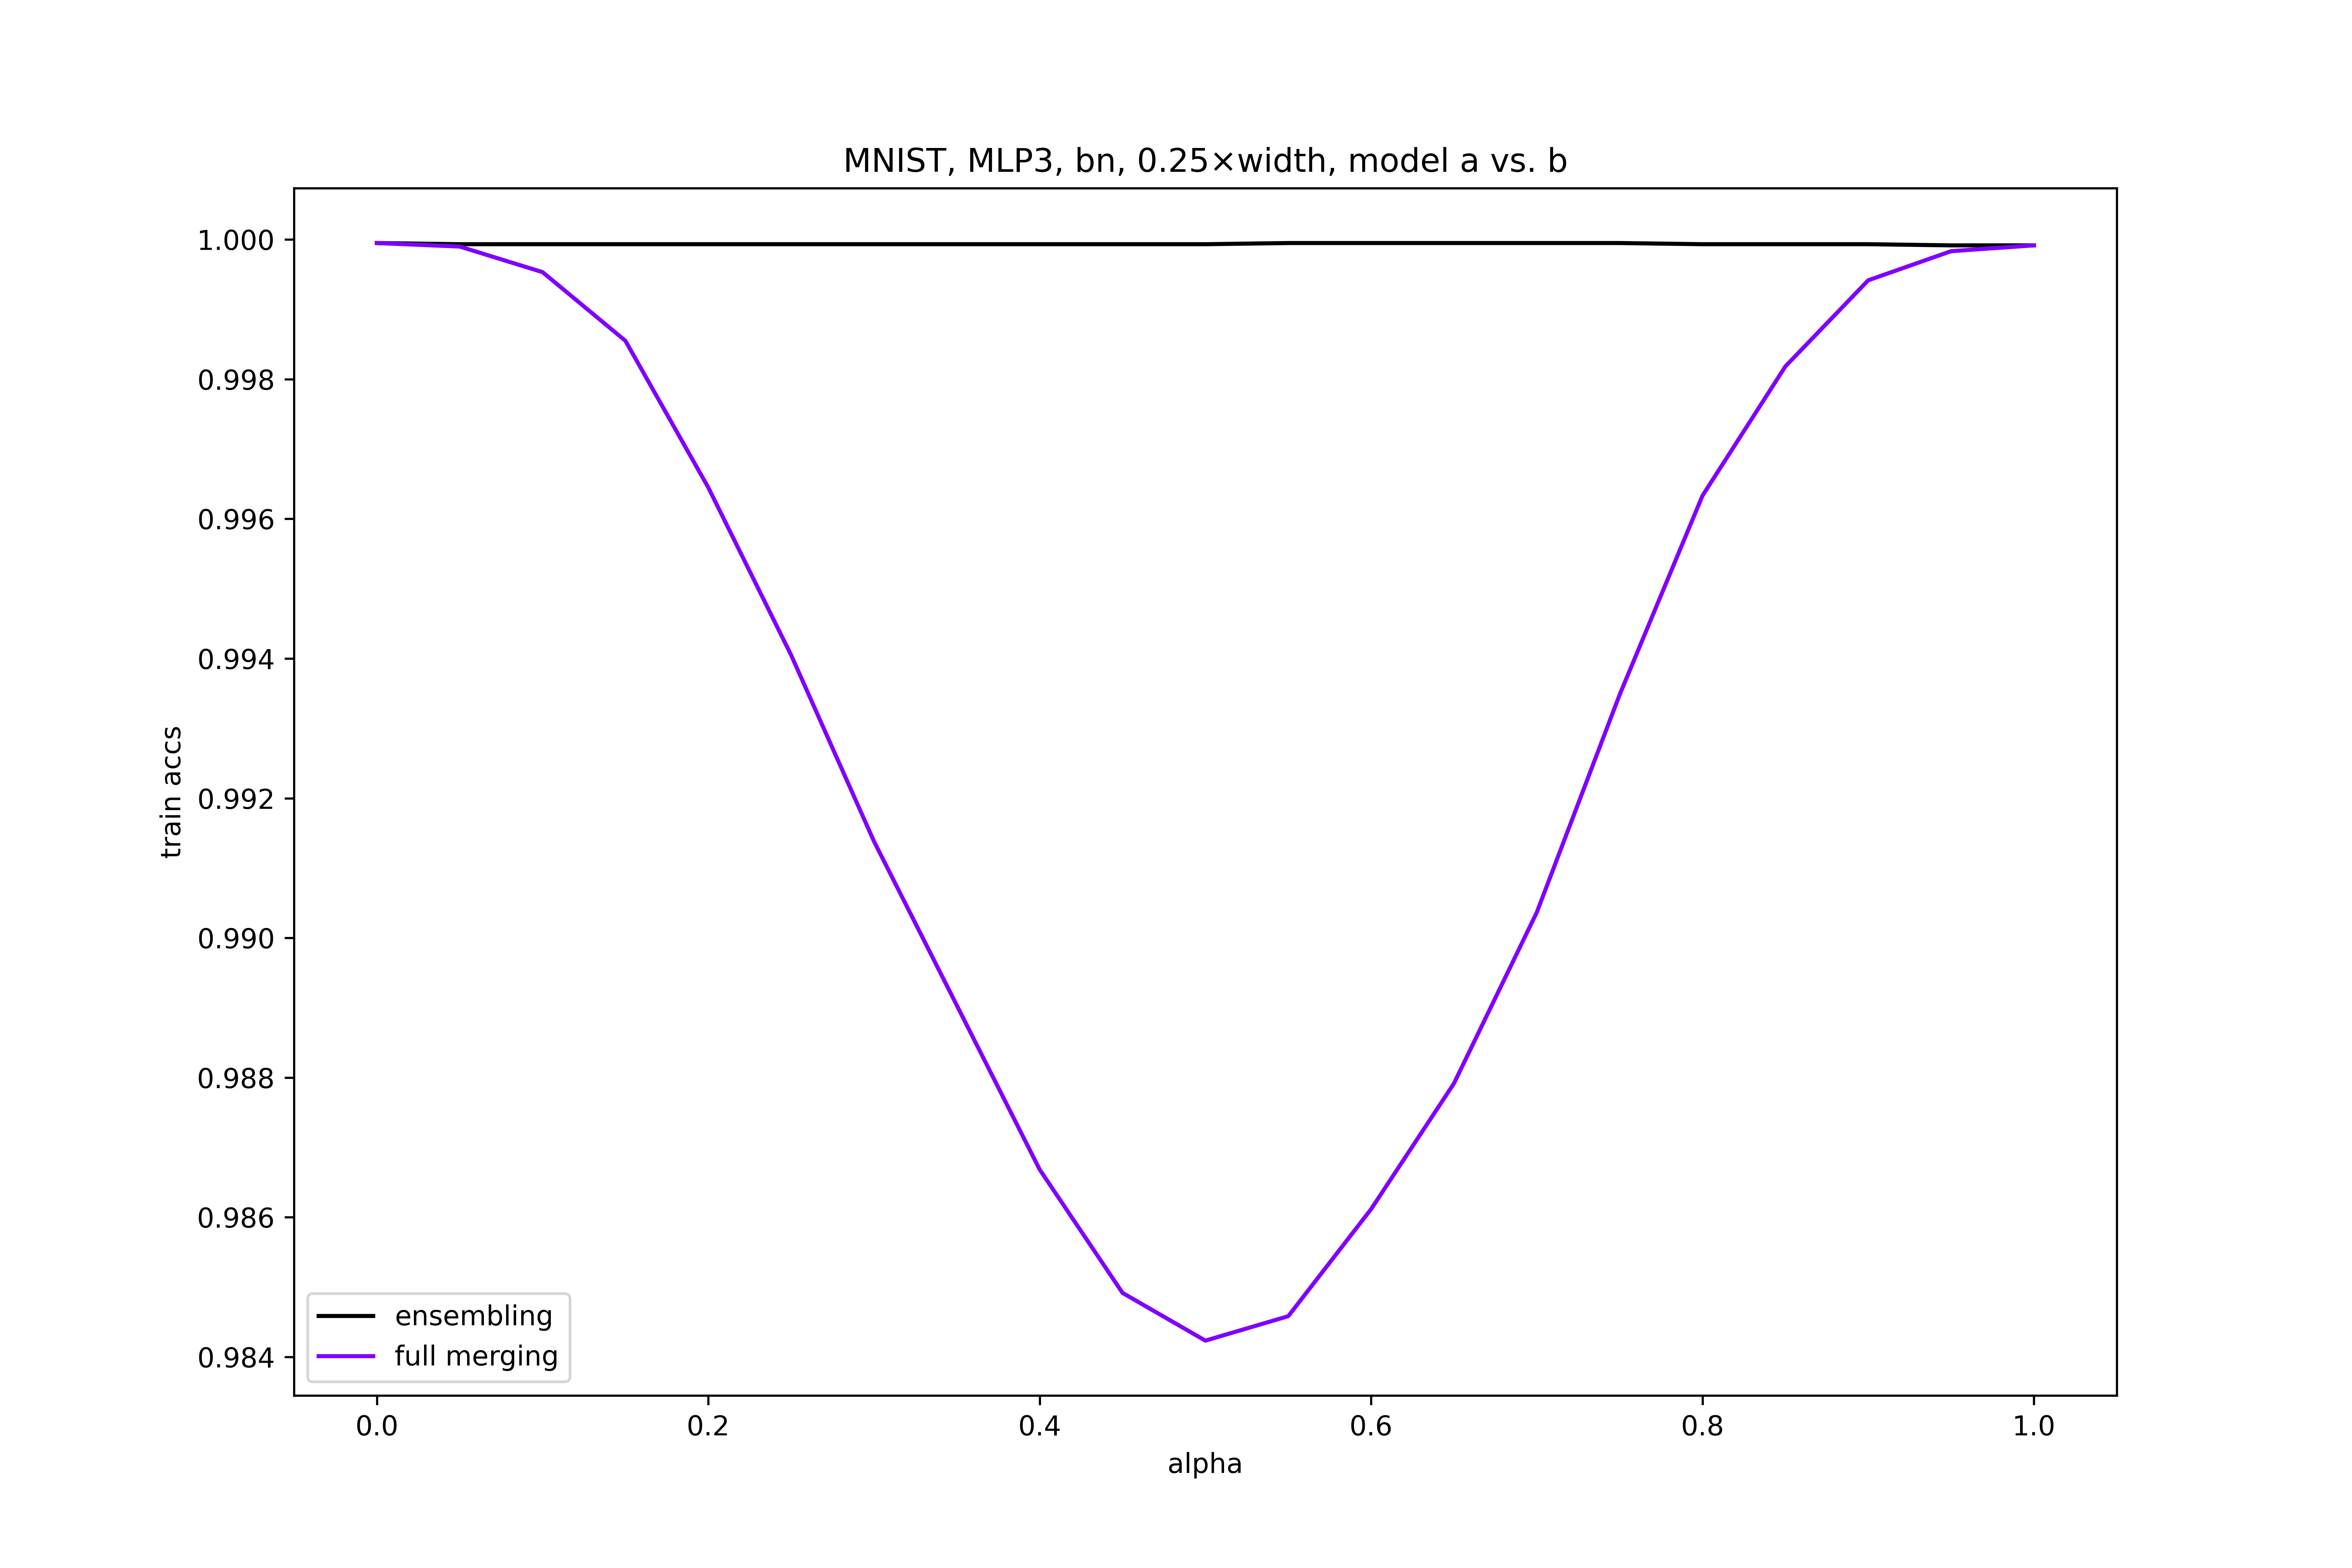 MNIST, MLP3, bn, 0.25×width, model a vs. b
train accs
1.000
0.998
0.996
0.994
0.992
0.990
0.988
0.986
0.984
ensembling
full merging
0.0 0.2 0.4 0.6 0.8 1.0
alpha